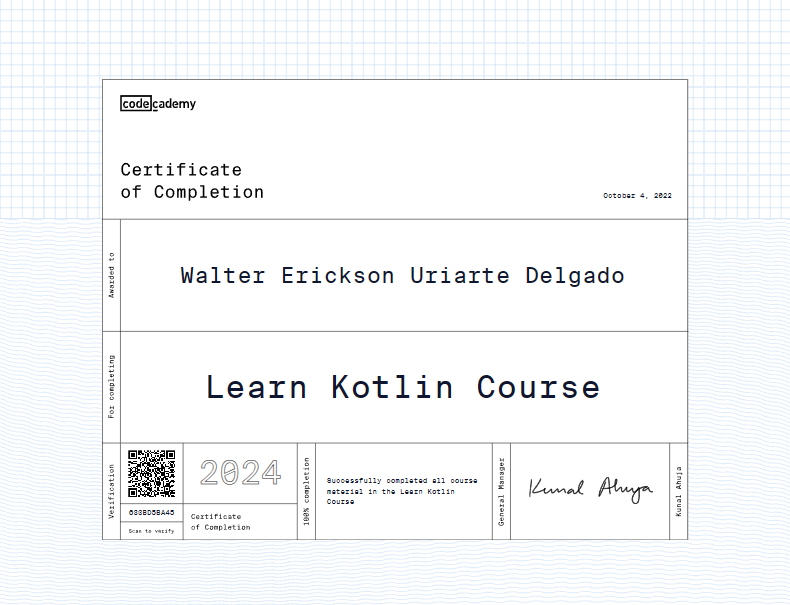 codecademy
Certificate
of Completion
October 4, 2022
Awarded to
Walter Erickson Uriarte Delgado
For completing
Learn Kotlin Course
Verification
633BD5BA45
Scan to verify
2024
Certificate
of Completion
100% completion
Successfully completed all course
material in the Learn Kotlin
Course
General Manager
Kunal Ahuja
Kunal Ahuja